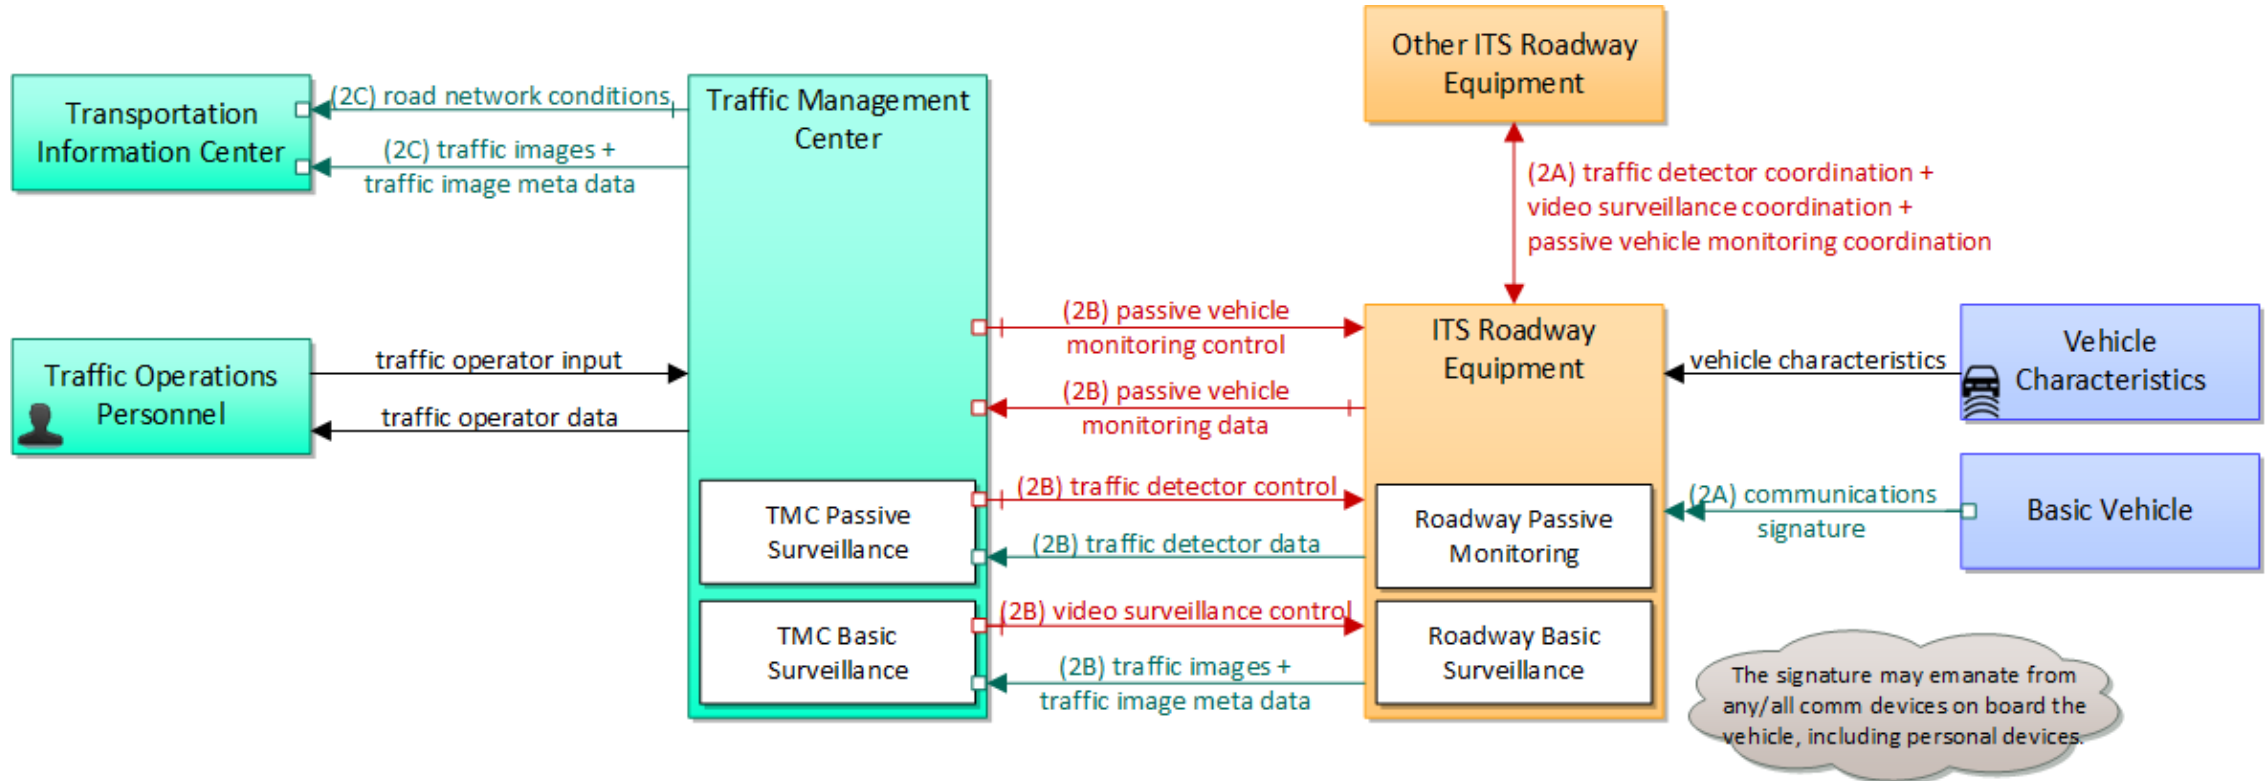 Other ITS Roadway
Equipment
Transportation
Information Center
(2C) road network conditions
(2C) traffic images +
traffic image meta data
Traffic Management
Center
(2A) traffic detector coordination +
video surveillance coordination +
passive vehicle monitoring coordination
Traffic Operations
Personnel
traffic operator input
traffic operator data
(2B) passive vehicle
monitoring control
(2B) passive vehicle
monitoring data
ITS Roadway
Equipment
vehicle characteristics
Vehicle
Characteristics
TMC Passive
Surveillance
(2B) traffic detector control
(2B) traffic detector data
Roadway Passive
Monitoring
(2A) communications
signature
Basic Vehicle
TMC Basic
Surveillance
(2B) video surveillance control
(2B) traffic images +
traffic image meta data
Roadway Basic
Surveillance
The signature may emanate from
any/all comm devices on board the
vehicle, including personal devices.